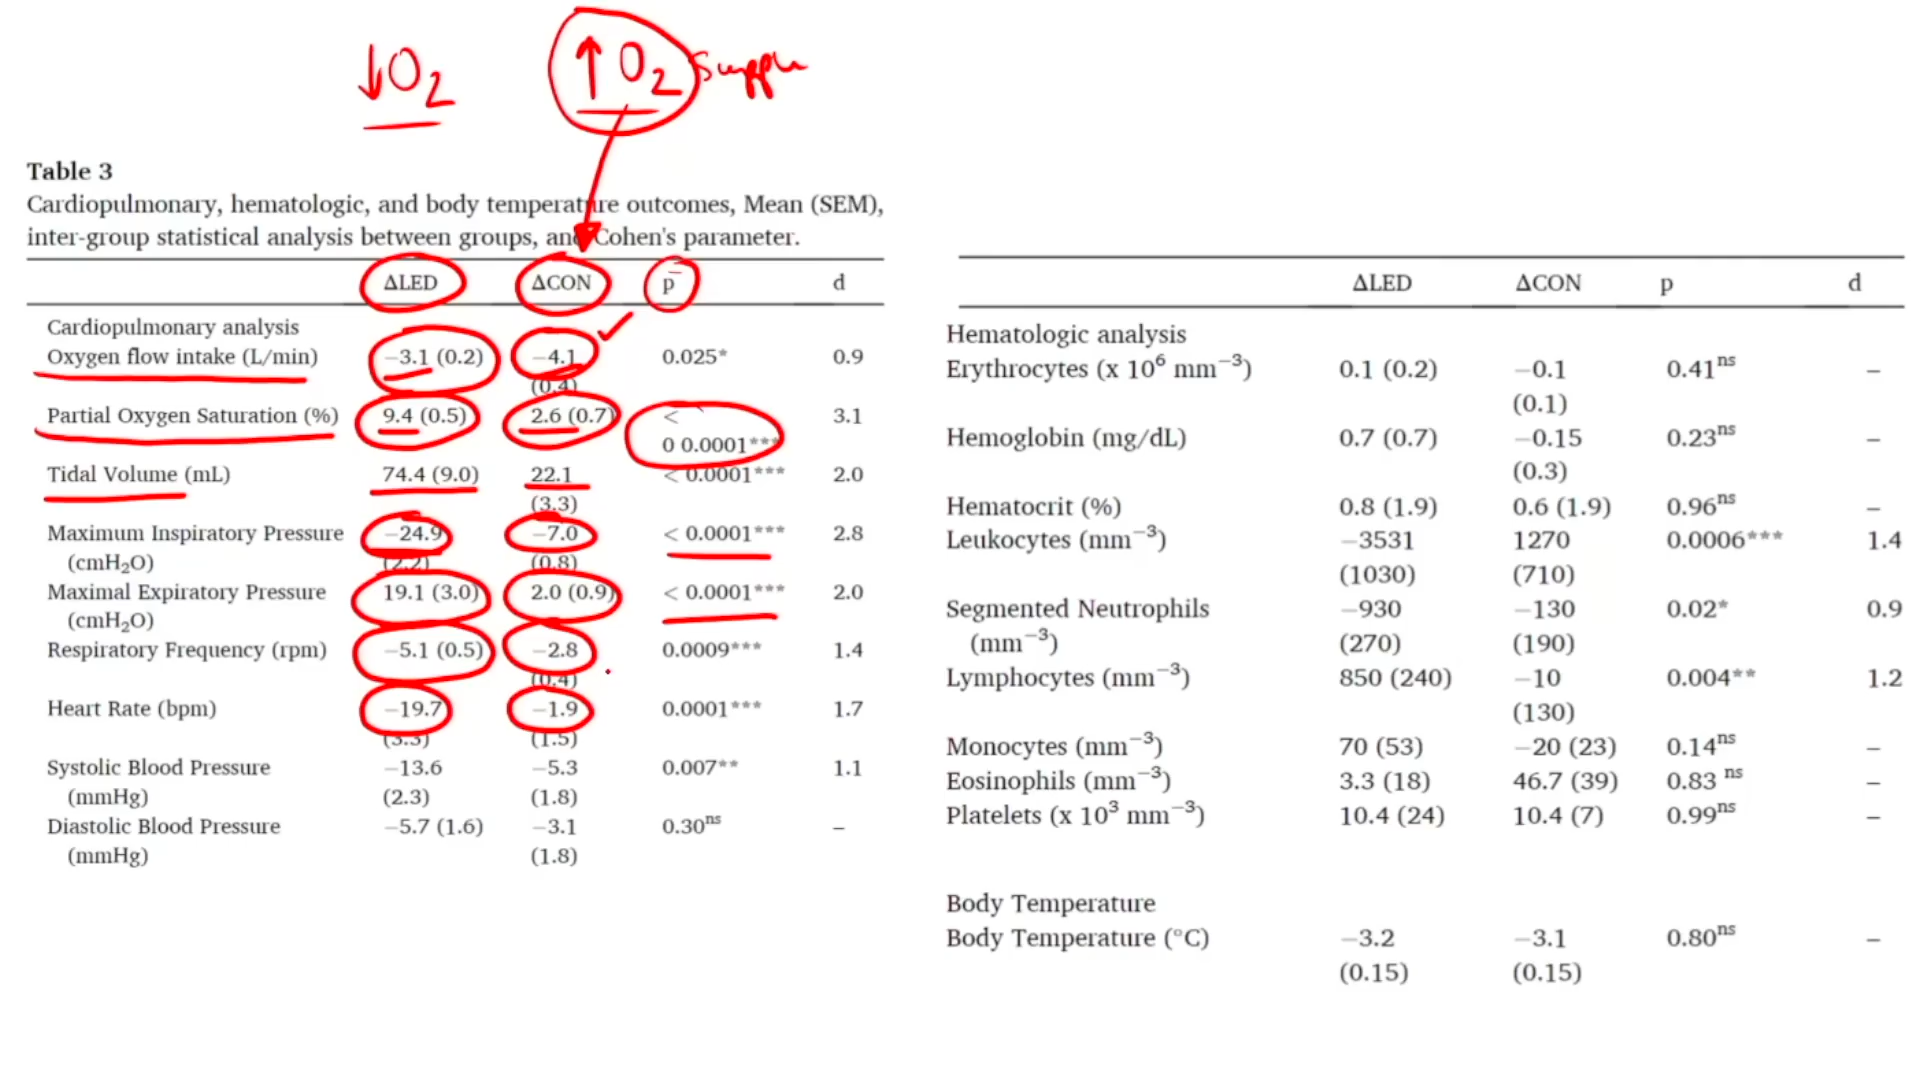 ↓O₂ ↑O₂
Table 3
Cardiopulmonary, hematologic, and body temperature outcomes, Mean (SEM),
inter-group statistical analysis between groups, and Cohen's parameter.
ΔLED ΔCON p d
Cardiopulmonary analysis
Oxygen flow intake (L/min) −3.1 (0.2) −4.1 0.025* 0.9
(0.4)
Partial Oxygen Saturation (%) 9.4 (0.5) 2.6 (0.7) < 3.1
0 0.0001***
Tidal Volume (mL) 74.4 (9.0) 22.1 < 0.0001*** 2.0
(3.3)
Maximum Inspiratory Pressure −24.9 −7.0 < 0.0001*** 2.8
(cmH₂O) (2.2) (0.8)
Maximal Expiratory Pressure 19.1 (3.0) 2.0 (0.9) < 0.0001*** 2.0
(cmH₂O)
Respiratory Frequency (rpm) −5.1 (0.5) −2.8 0.0009*** 1.4
(0.4)
Heart Rate (bpm) −19.7 −1.9 0.0001*** 1.7
(3.3) (1.5)
Systolic Blood Pressure −13.6 −5.3 0.007** 1.1
(mmHg) (2.3) (1.8)
Diastolic Blood Pressure −5.7 (1.6) −3.1 0.30ⁿˢ –
(mmHg) (1.8)
ΔLED ΔCON p d
Hematologic analysis
Erythrocytes (x 10⁶ mm⁻³) 0.1 (0.2) −0.1 0.41ⁿˢ –
(0.1)
Hemoglobin (mg/dL) 0.7 (0.7) −0.15 0.23ⁿˢ –
(0.3)
Hematocrit (%) 0.8 (1.9) 0.6 (1.9) 0.96ⁿˢ –
Leukocytes (mm⁻³) −3531 1270 0.0006*** 1.4
(1030) (710)
Segmented Neutrophils −930 −130 0.02* 0.9
(mm⁻³) (270) (190)
Lymphocytes (mm⁻³) 850 (240) −10 0.004** 1.2
(130)
Monocytes (mm⁻³) 70 (53) −20 (23) 0.14ⁿˢ –
Eosinophils (mm⁻³) 3.3 (18) 46.7 (39) 0.83 ⁿˢ –
Platelets (x 10³ mm⁻³) 10.4 (24) 10.4 (7) 0.99ⁿˢ –
Body Temperature
Body Temperature (°C) −3.2 −3.1 0.80ⁿˢ –
(0.15) (0.15)